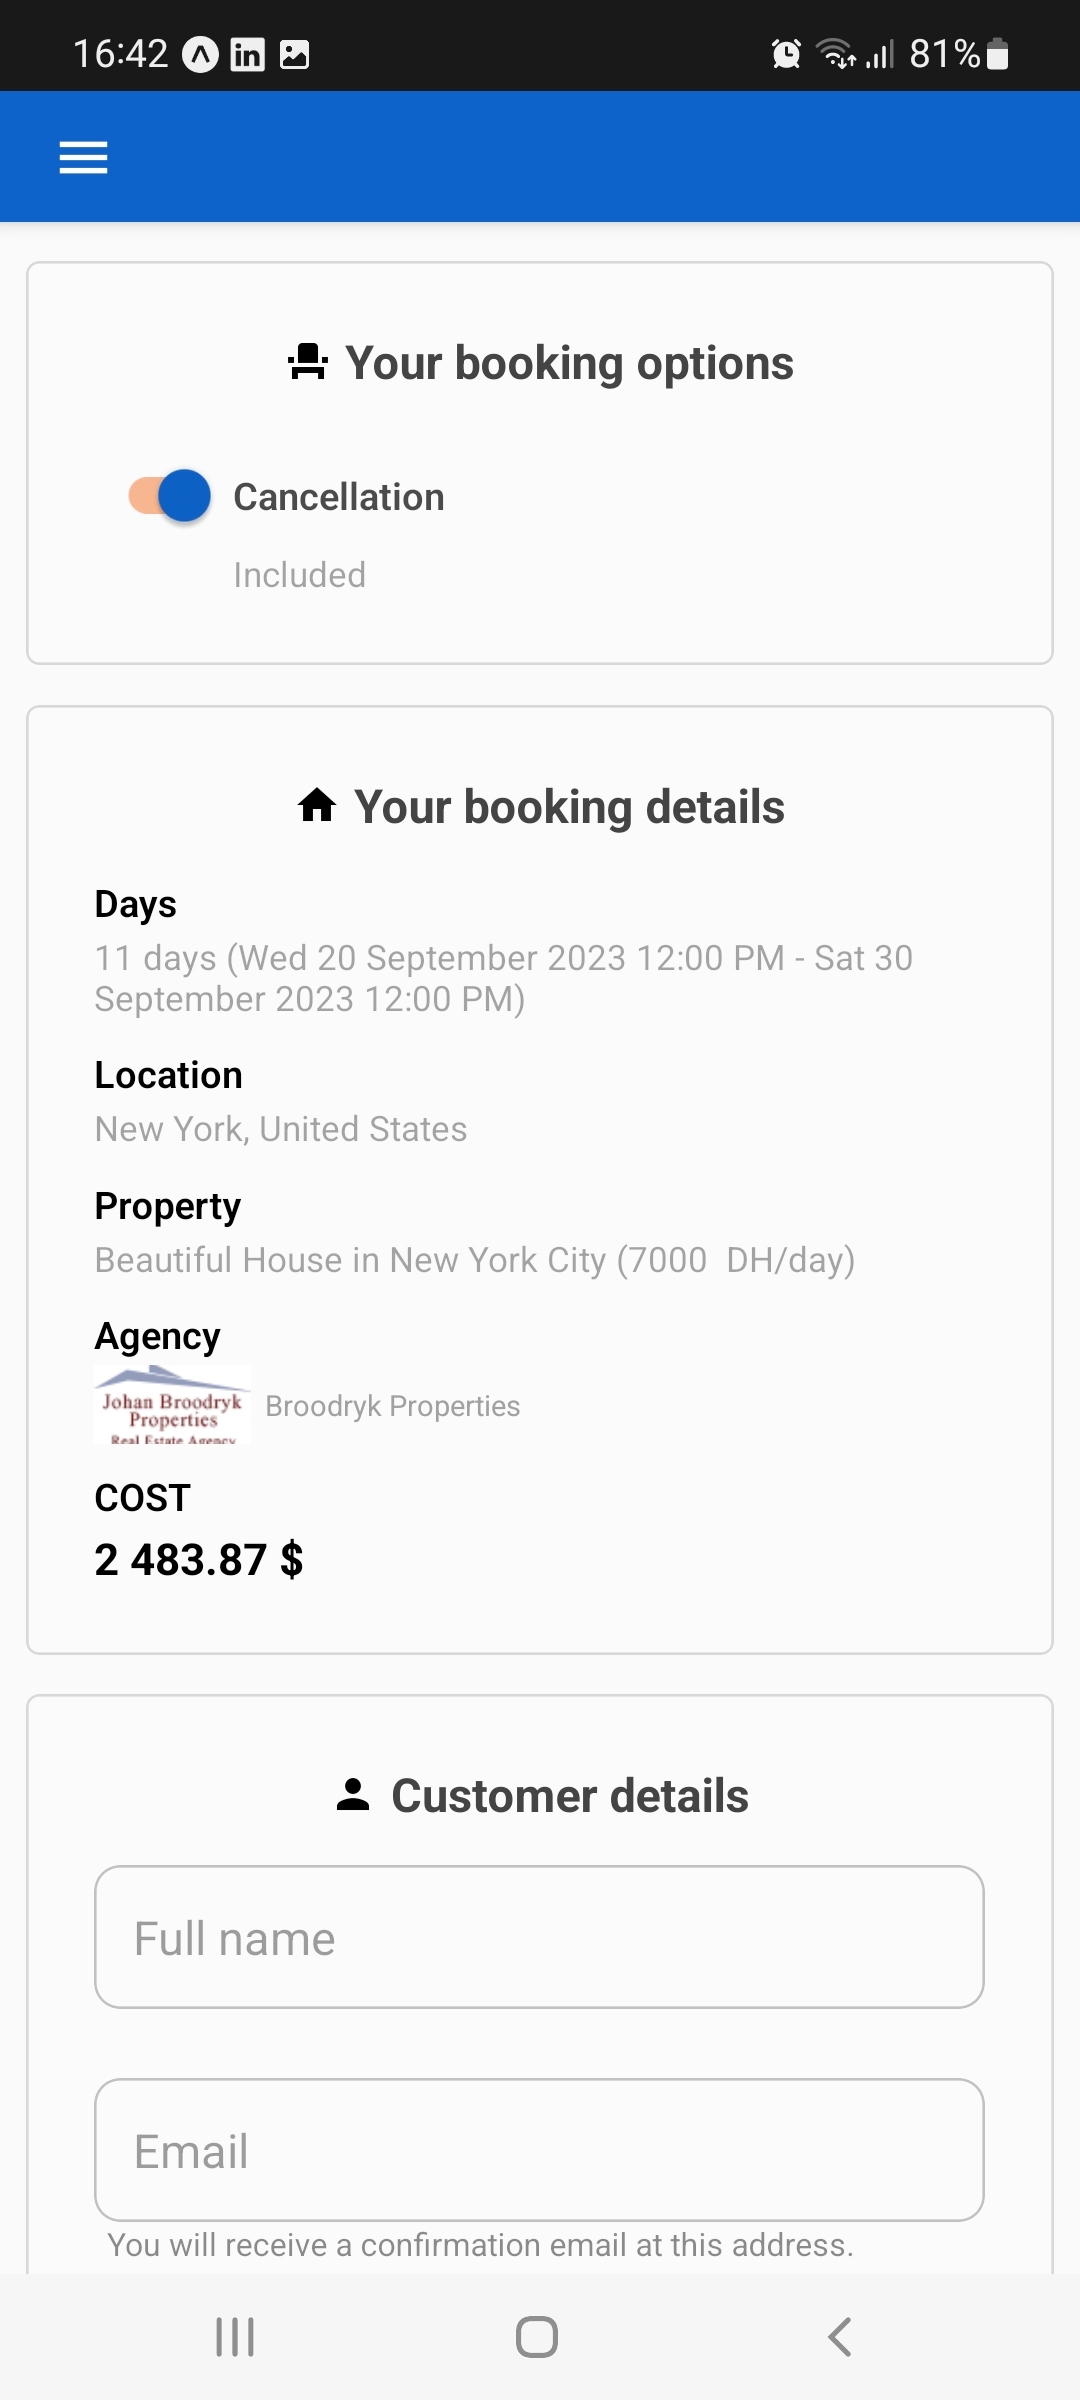 16:42
81%
Your booking options
Cancellation
Included
Your booking details
Days
11 days (Wed 20 September 2023 12:00 PM - Sat 30
September 2023 12:00 PM)
Location
New York, United States
Property
Beautiful House in New York City (7000  DH/day)
Agency
Johan Broodryk
Properties
Real Estate Agency
Broodryk Properties
COST
2 483.87 $
Customer details
Full name
Email
You will receive a confirmation email at this address.